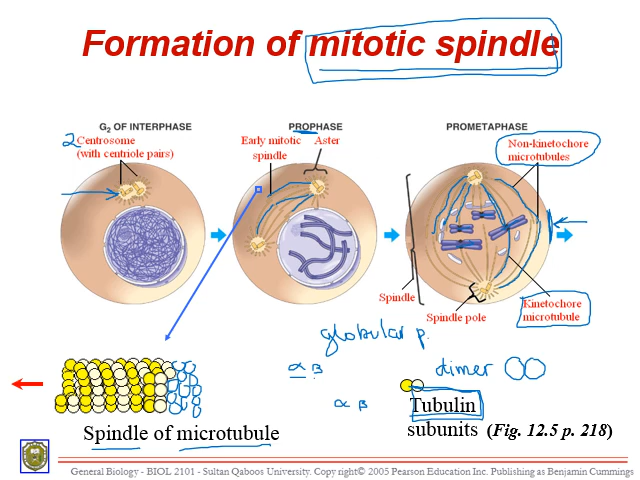 Formation of mitotic spindle
G2 OF INTERPHASE
PROPHASE
PROMETAPHASE
2 Centrosome
(with centriole pairs)
Early mitotic
spindle
Aster
Non-kinetochore
microtubules
Spindle
Spindle pole
Kinetochore
microtubule
globular p.
α β
dimer
α β
Tubulin
subunits (Fig. 12.5 p. 218)
Spindle of microtubule
General Biology - BIOL 2101 - Sultan Qaboos University. Copyright© 2005 Pearson Education Inc. Publishing as Benjamin Cummings